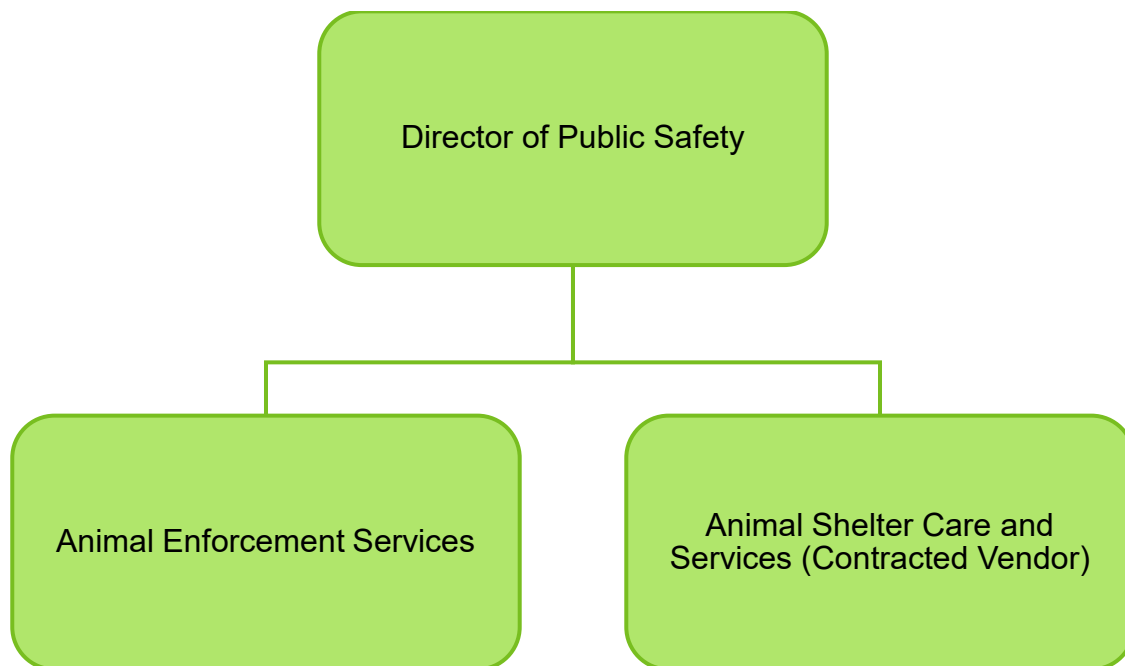 Director of Public Safety
Animal Enforcement Services
Animal Shelter Care and
Services (Contracted Vendor)